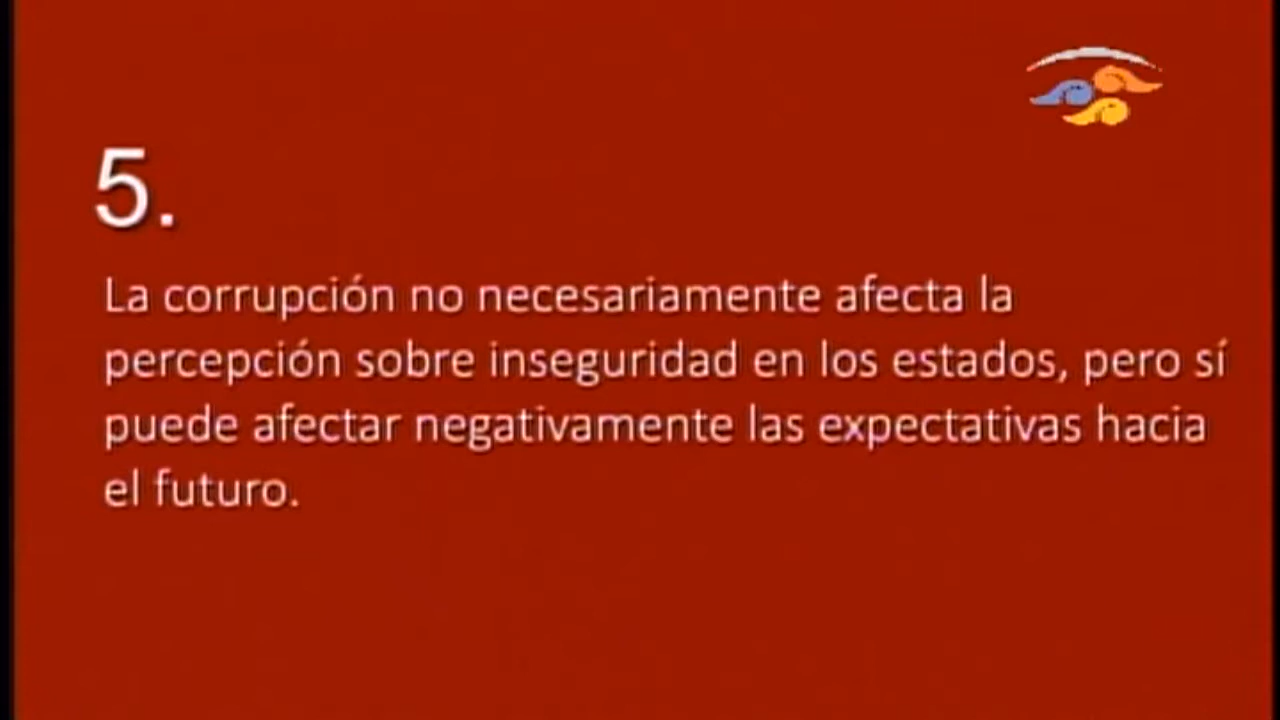 5.
La corrupción no necesariamente afecta la
percepción sobre inseguridad en los estados, pero sí
puede afectar negativamente las expectativas hacia
el futuro.